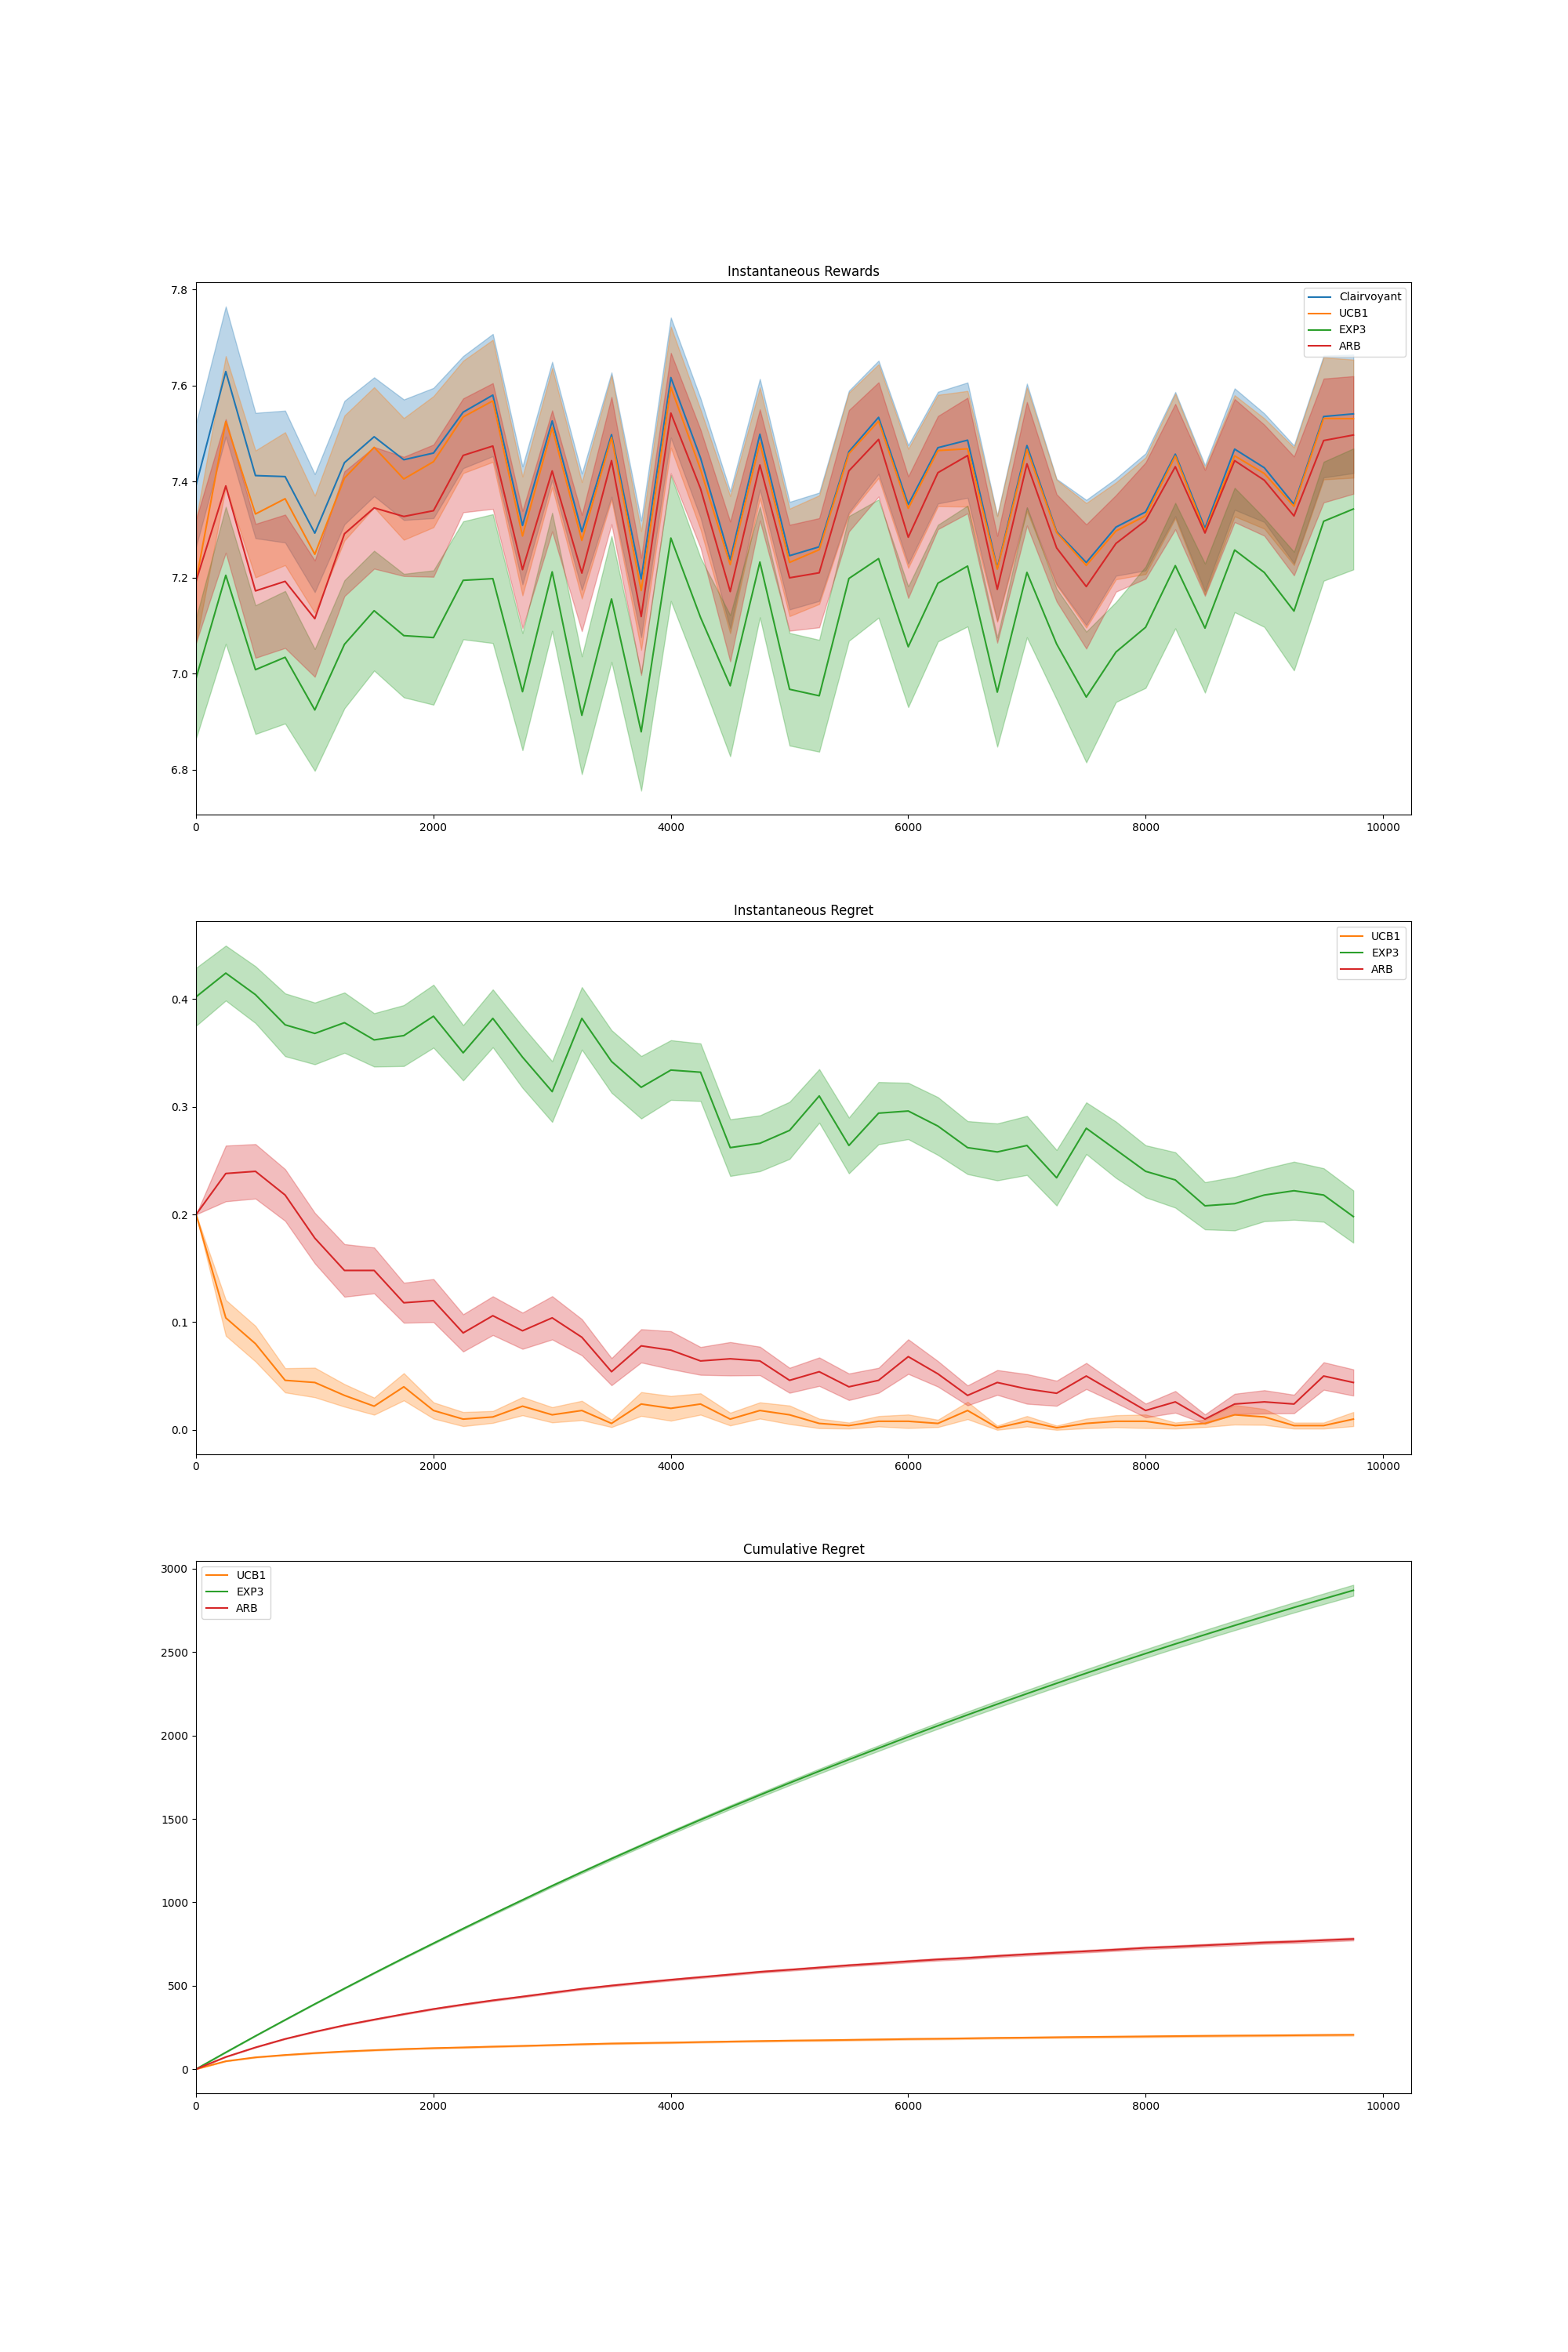 Instantaneous Rewards
7.8
7.6
7.4
7.2
7.0
6.8
Clairvoyant
UCB1
EXP3
ARB
0 2000 4000 6000 8000 10000
Instantaneous Regret
0.4
0.3
0.2
0.1
0.0
UCB1
EXP3
ARB
0 2000 4000 6000 8000 10000
Cumulative Regret
3000
2500
2000
1500
1000
500
0
UCB1
EXP3
ARB
0 2000 4000 6000 8000 10000